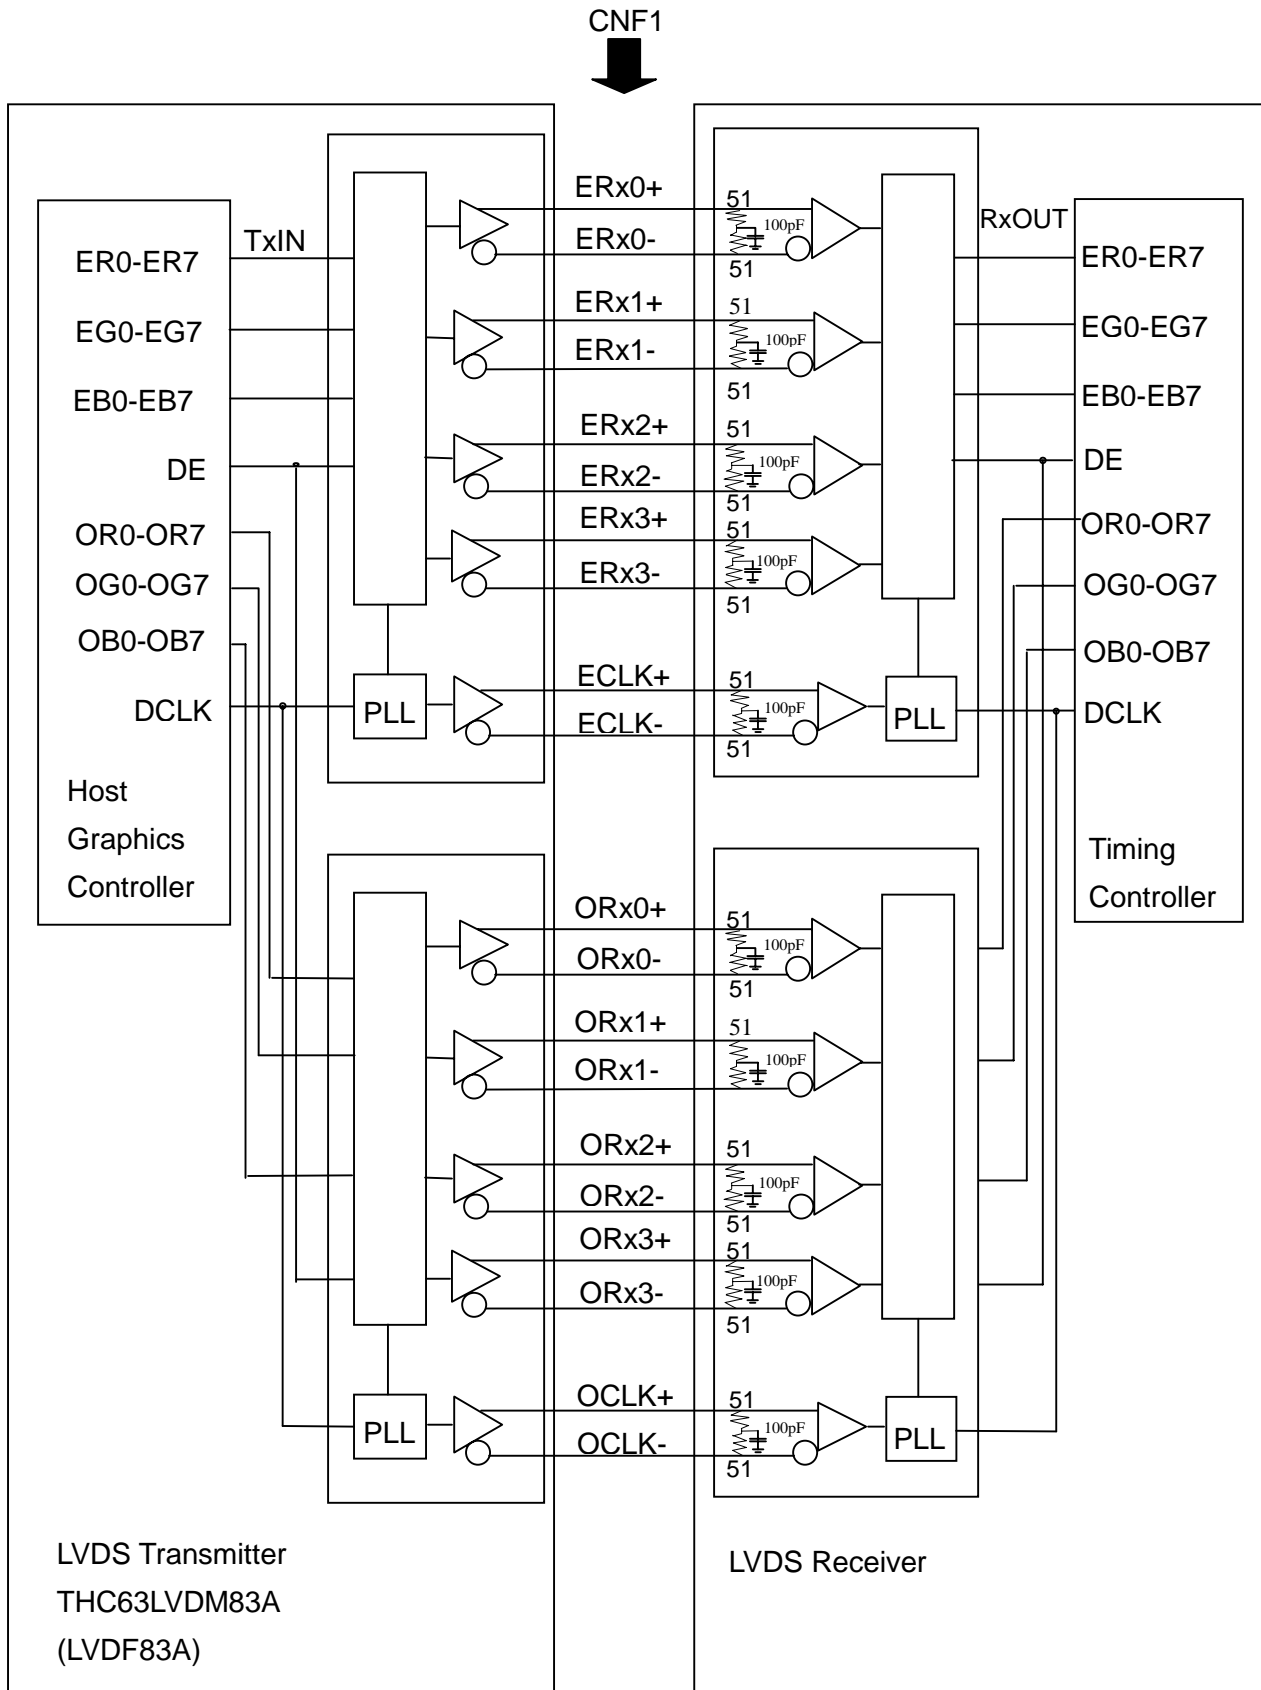 CNF1
TxIN
ER0-ER7
EG0-EG7
EB0-EB7
DE
OR0-OR7
OG0-OG7
OB0-OB7
DCLK
Host
Graphics
Controller
PLL
ERx0+
ERx0-
ERx1+
ERx1-
ERx2+
ERx2-
ERx3+
ERx3-
ECLK+
ECLK-
51
100pF
51
51
100pF
51
51
100pF
51
51
100pF
51
51
100pF
51
PLL
RxOUT
ER0-ER7
EG0-EG7
EB0-EB7
DE
OR0-OR7
OG0-OG7
OB0-OB7
DCLK
Timing
Controller
PLL
ORx0+
ORx0-
ORx1+
ORx1-
ORx2+
ORx2-
ORx3+
ORx3-
OCLK+
OCLK-
51
100pF
51
51
100pF
51
100pF
51
51
100pF
51
51
100pF
51
PLL
LVDS Transmitter
THC63LVDM83A
(LVDF83A)
LVDS Receiver